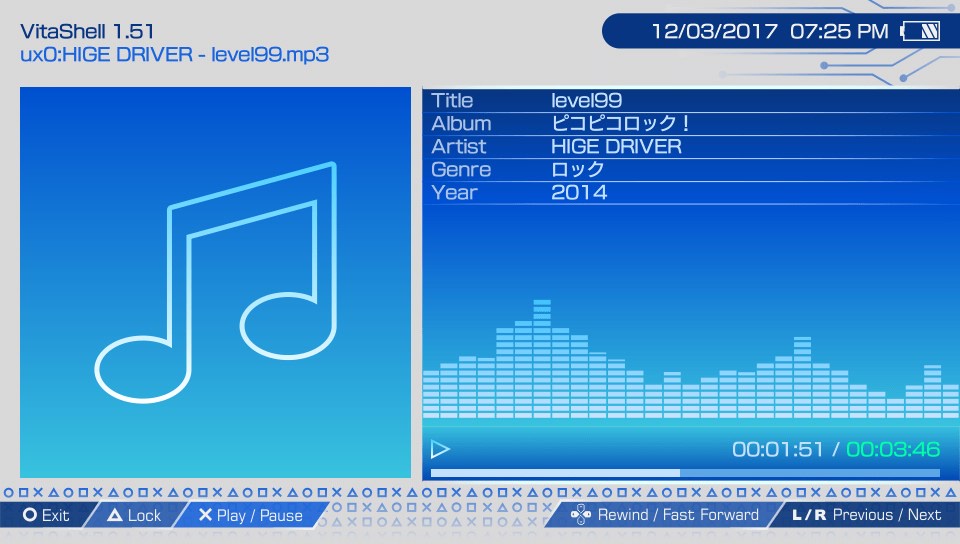 VitaShell 1.51
12/03/2017 07:25 PM
ux0:HIGE DRIVER - level99.mp3
Title level99
Album ピコピコロック！
Artist HIGE DRIVER
Genre ロック
Year 2014
00:01:51 / 00:03:46
Exit Lock Play / Pause Rewind / Fast Forward L/R Previous / Next